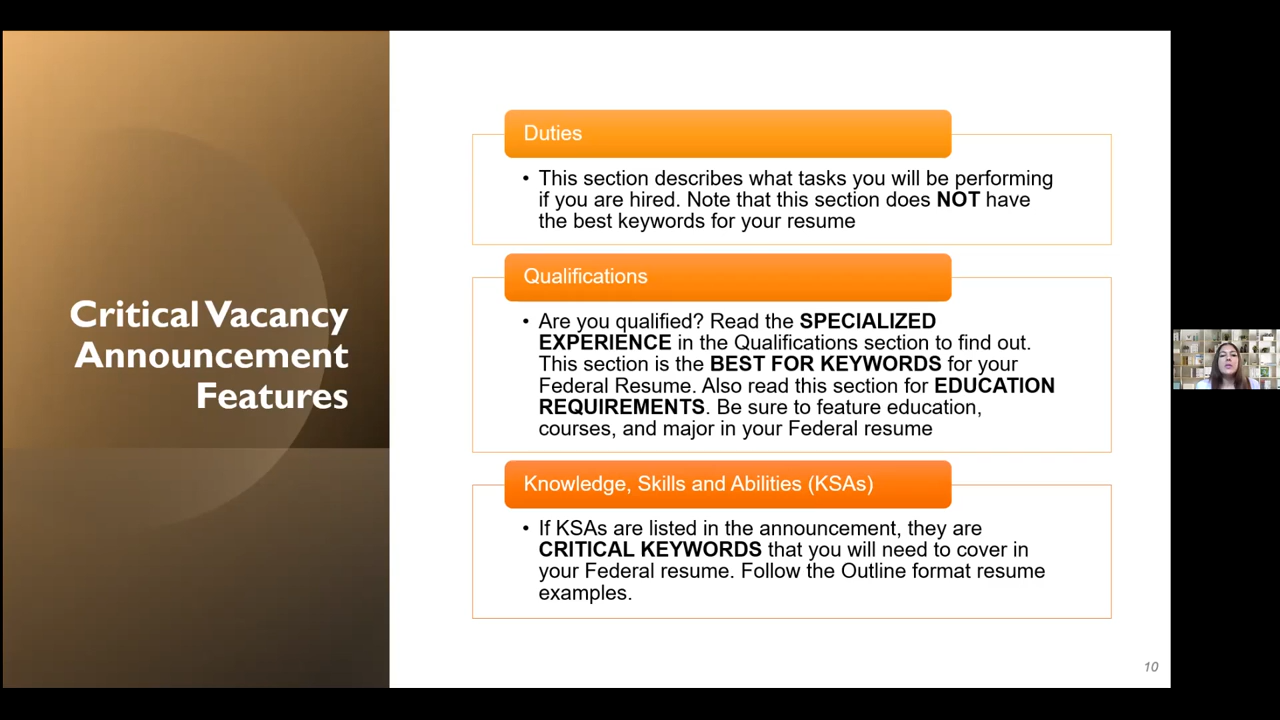 Critical Vacancy
Announcement
Features
Duties
• This section describes what tasks you will be performing
if you are hired. Note that this section does NOT have
the best keywords for your resume
Qualifications
• Are you qualified? Read the SPECIALIZED
EXPERIENCE in the Qualifications section to find out.
This section is the BEST FOR KEYWORDS for your
Federal Resume. Also read this section for EDUCATION
REQUIREMENTS. Be sure to feature education,
courses, and major in your Federal resume
Knowledge, Skills and Abilities (KSAs)
• If KSAs are listed in the announcement, they are
CRITICAL KEYWORDS that you will need to cover in
your Federal resume. Follow the Outline format resume
examples.
10